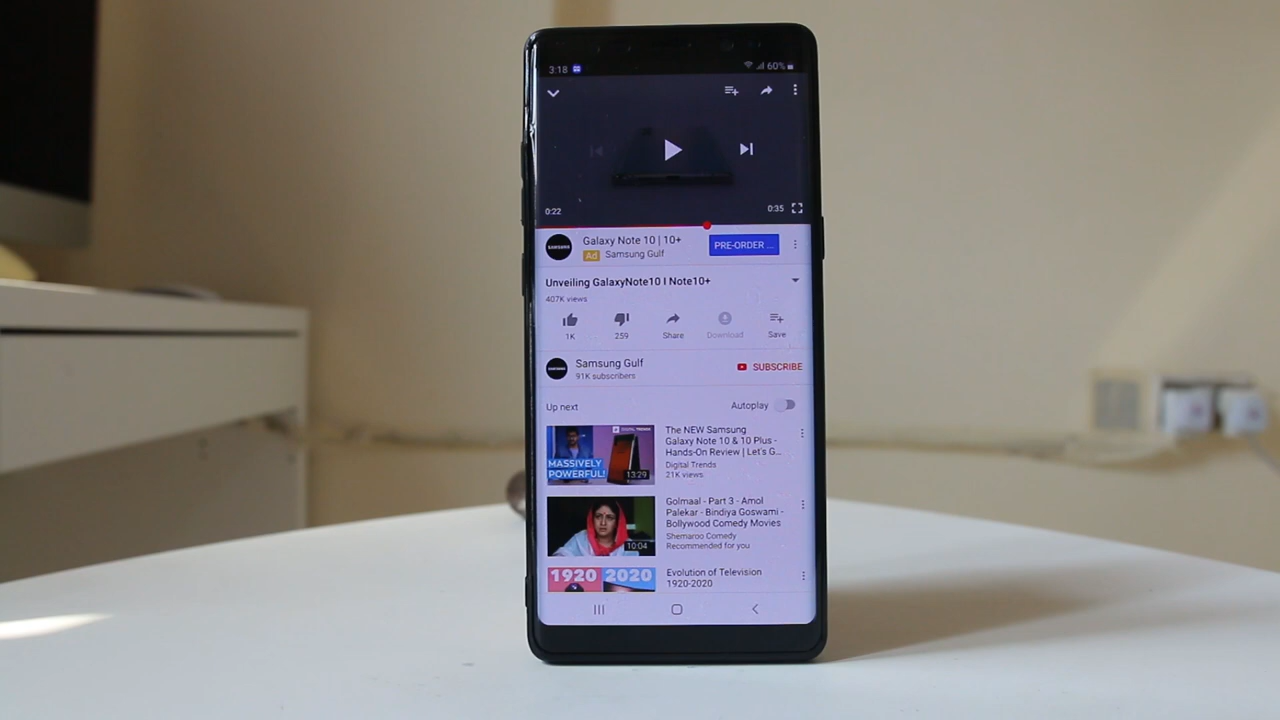 3:18
60%
0:22
0:35
Galaxy Note 10 | 10+
PRE-ORDER ...
Ad Samsung Gulf
Unveiling GalaxyNote10 I Note10+
407K views
1K
259
Share
Download
Save
Samsung Gulf
91K subscribers
SUBSCRIBE
Up next
Autoplay
DIGITAL TRENDS
MASSIVELY
POWERFUL!
13:29
The NEW Samsung
Galaxy Note 10 & 10 Plus -
Hands-On Review | Let's G...
Digital Trends
21K views
10:04
Golmaal - Part 3 - Amol
Palekar - Bindiya Goswami -
Bollywood Comedy Movies
Shemaroo Comedy
Recommended for you
1920 2020
Evolution of Television
1920-2020